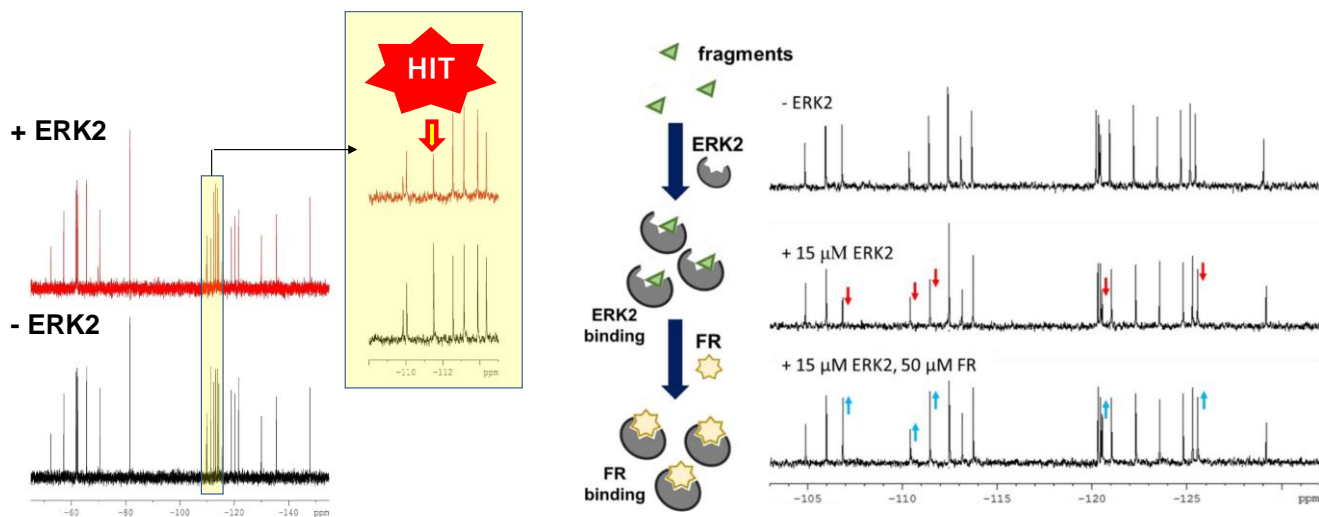 HIT
+ ERK2
- ERK2
-110 -112 ppm
-60 -80 -100 -120 -140 ppm
fragments
ERK2
ERK2
binding
FR
FR
binding
- ERK2
+ 15 µM ERK2
+ 15 µM ERK2, 50 µM FR
-105 -110 -115 -120 -125 ppm